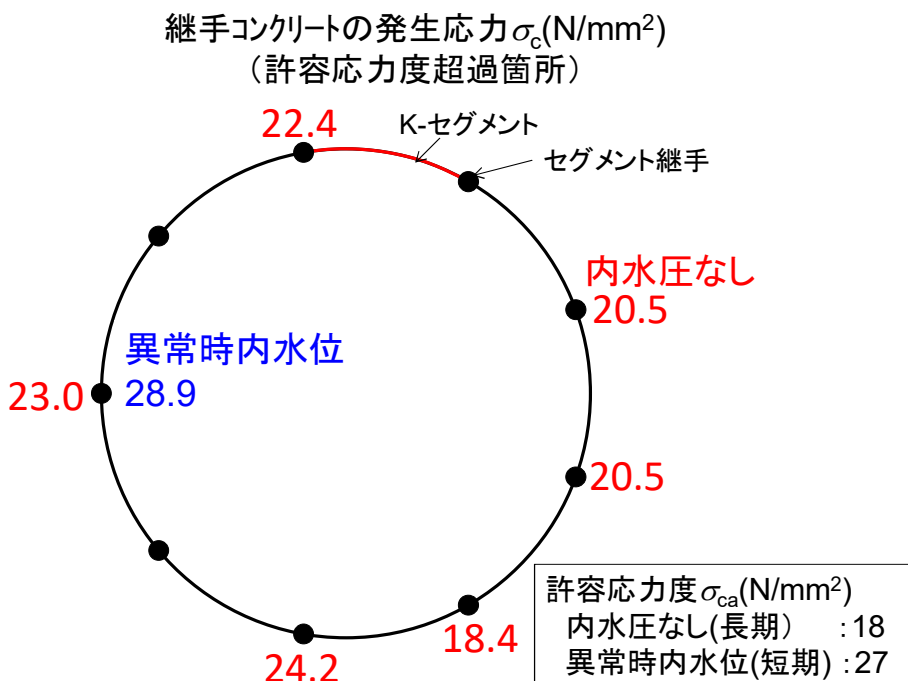 継手コンクリートの発生応力σc(N/mm²)
（許容応力度超過箇所）
22.4
K-セグメント
セグメント継手
内水圧なし
20.5
異常時内水位
23.0
28.9
20.5
18.4
24.2
許容応力度σca(N/mm²)
内水圧なし(長期) :18
異常時内水位(短期) :27